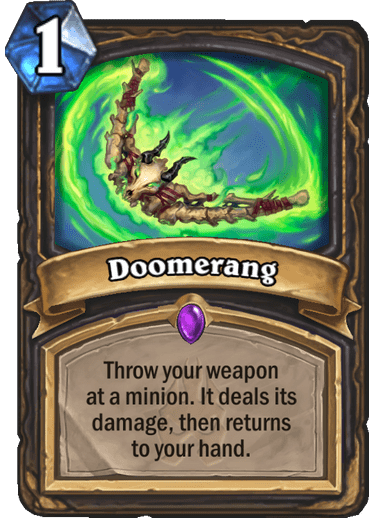 1
Doomerang
Throw your weapon
at a minion. It deals its
damage, then returns
to your hand.